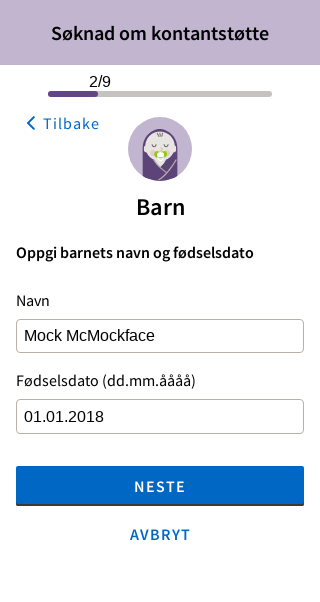 Søknad om kontantstøtte
2/9
Tilbake
Barn
Oppgi barnets navn og fødselsdato
Navn
Mock McMockface
Fødselsdato (dd.mm.åååå)
01.01.2018
NESTE
AVBRYT